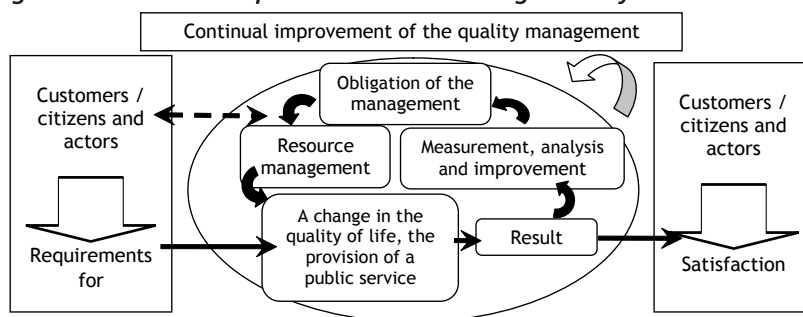 Continual improvement of the quality management
Customers /
citizens and
actors
Requirements
for
Obligation of the
management
Resource
management
Measurement, analysis
and improvement
A change in the
quality of life, the
provision of a
public service
Result
Customers /
citizens and
actors
Satisfaction